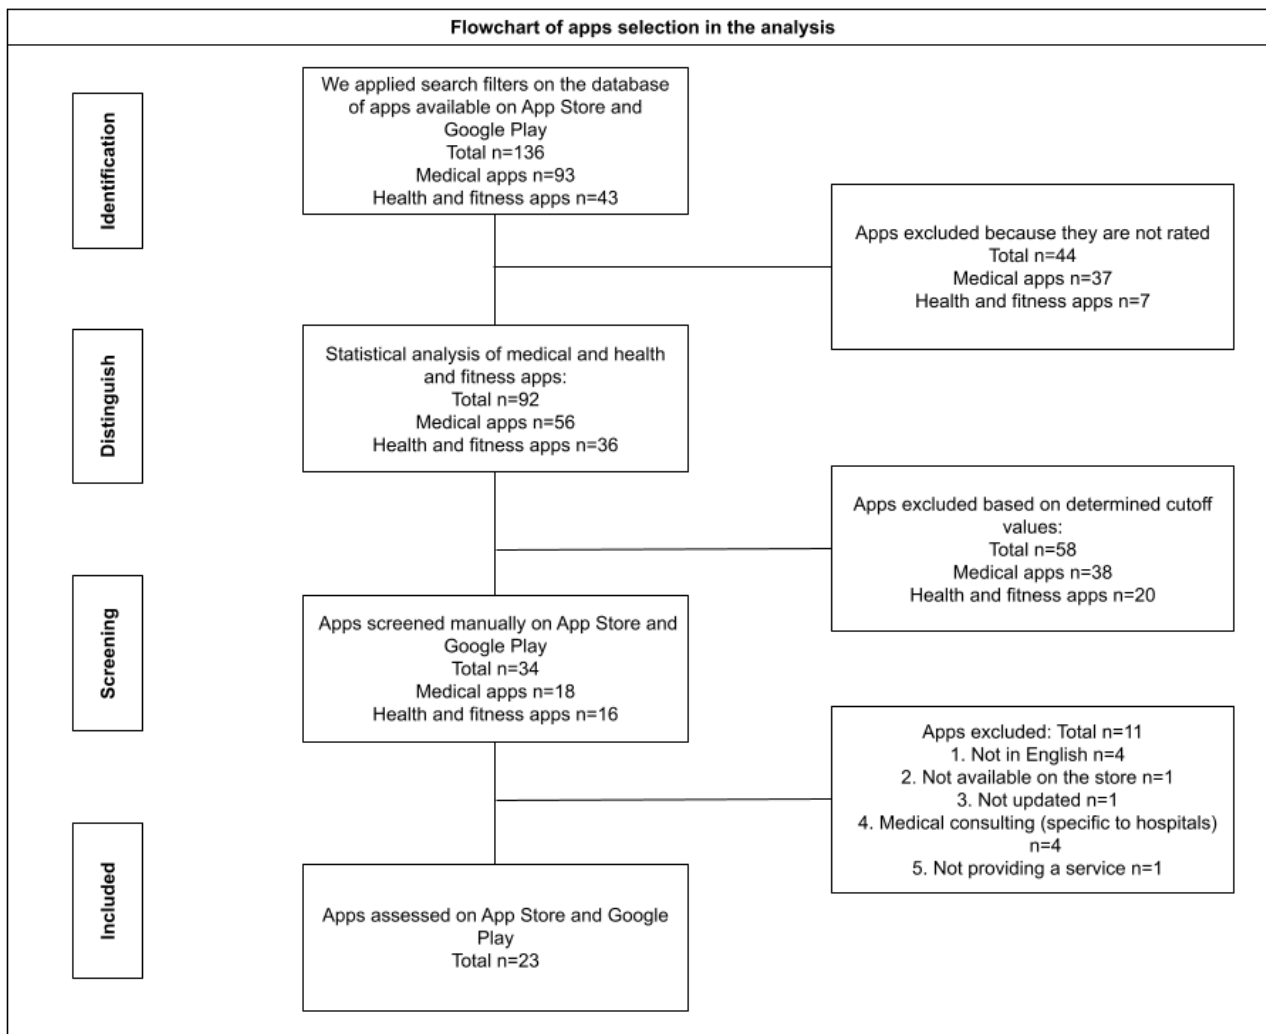 Flowchart of apps selection in the analysis
Identification
We applied search filters on the database
of apps available on App Store and
Google Play
Total n=136
Medical apps n=93
Health and fitness apps n=43
Apps excluded because they are not rated
Total n=44
Medical apps n=37
Health and fitness apps n=7
Distinguish
Statistical analysis of medical and health
and fitness apps:
Total n=92
Medical apps n=56
Health and fitness apps n=36
Apps excluded based on determined cutoff
values:
Total n=58
Medical apps n=38
Health and fitness apps n=20
Screening
Apps screened manually on App Store and
Google Play
Total n=34
Medical apps n=18
Health and fitness apps n=16
Apps excluded: Total n=11
1. Not in English n=4
2. Not available on the store n=1
3. Not updated n=1
4. Medical consulting (specific to hospitals)
n=4
5. Not providing a service n=1
Included
Apps assessed on App Store and Google
Play
Total n=23